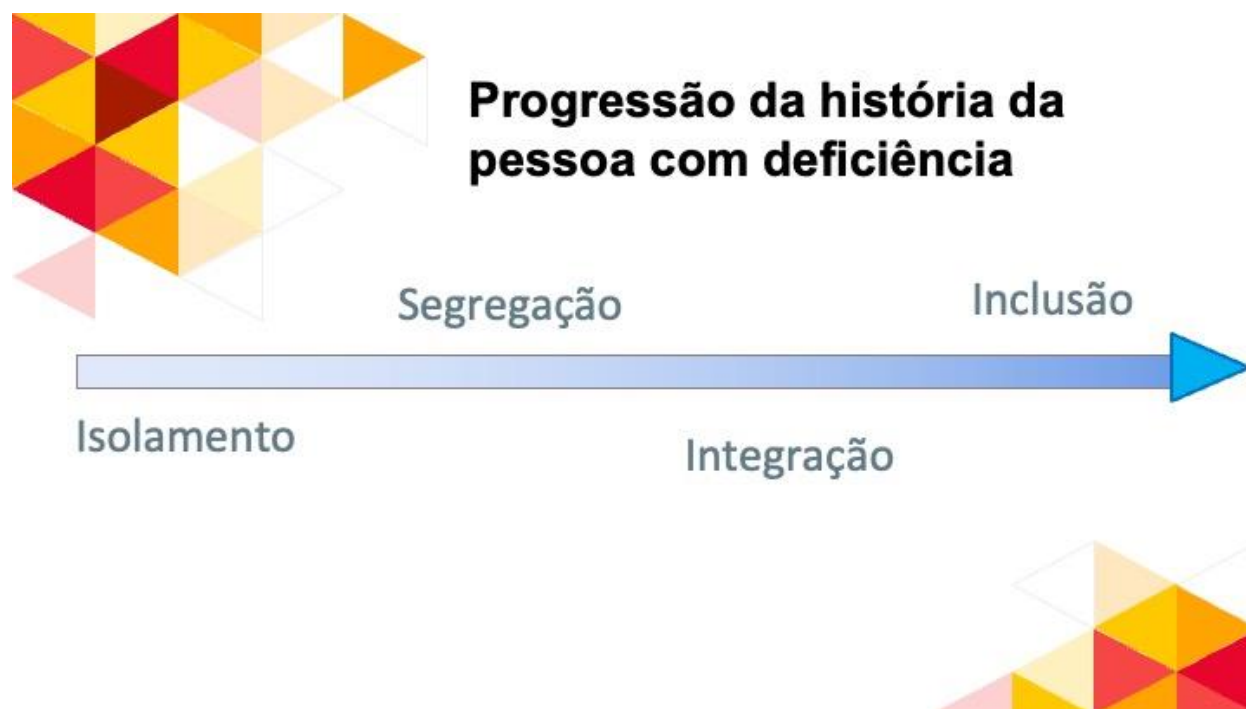 Progressão da história da
pessoa com deficiência
Segregação
Inclusão
Isolamento
Integração